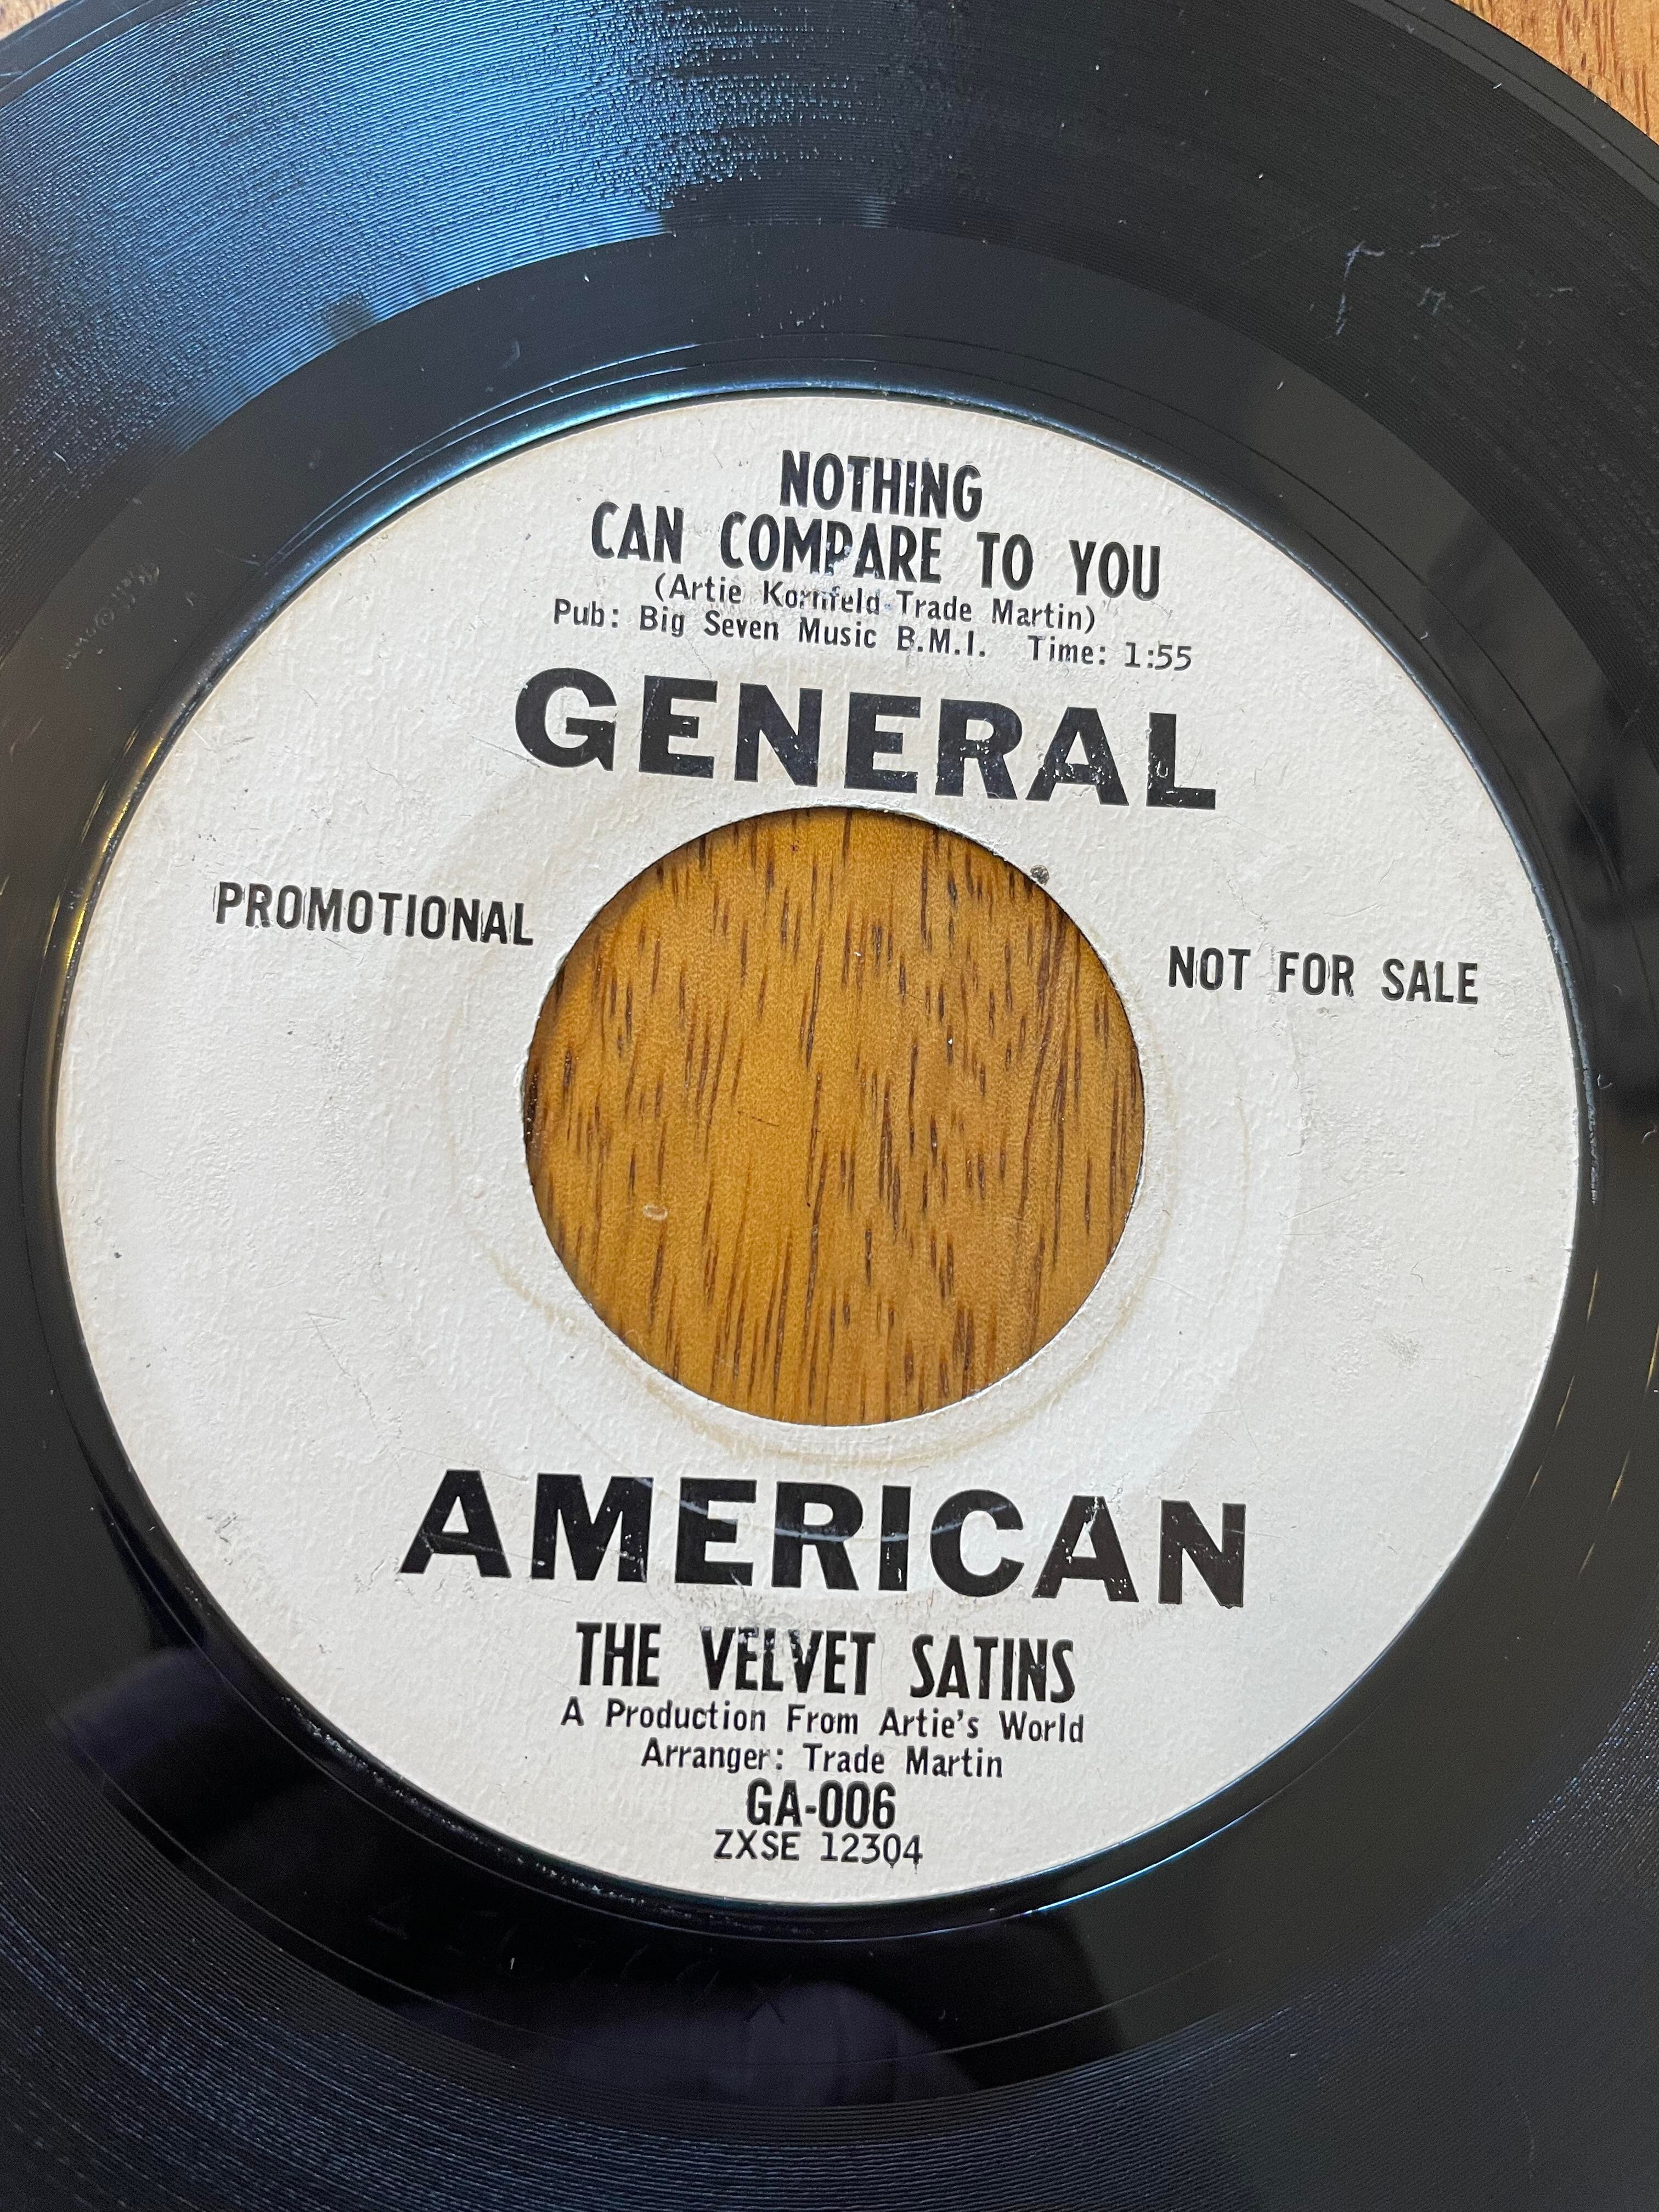 NOTHING
CAN COMPARE TO YOU
(Artie Kornfeld-Trade Martin)
Pub: Big Seven Music B.M.I. Time: 1:55
GENERAL
PROMOTIONAL
NOT FOR SALE
AMERICAN
THE VELVET SATINS
A Production From Artie's World
Arranger: Trade Martin
GA-006
ZXSE 12304